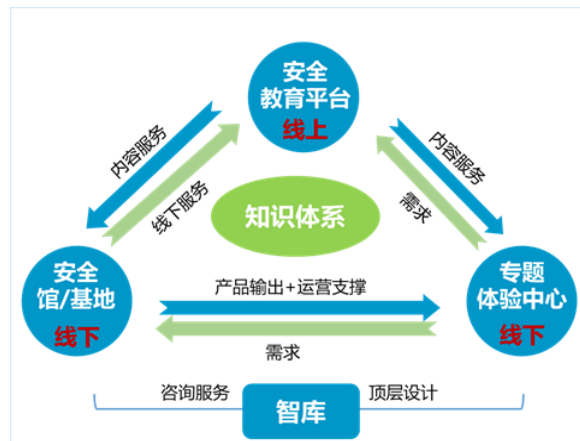 安全
教育平台
线上
内容服务
线下服务
内容服务
需求
知识体系
安全
馆/基地
线下
产品输出+运营支撑
需求
专题
体验中心
线下
咨询服务
智库
顶层设计